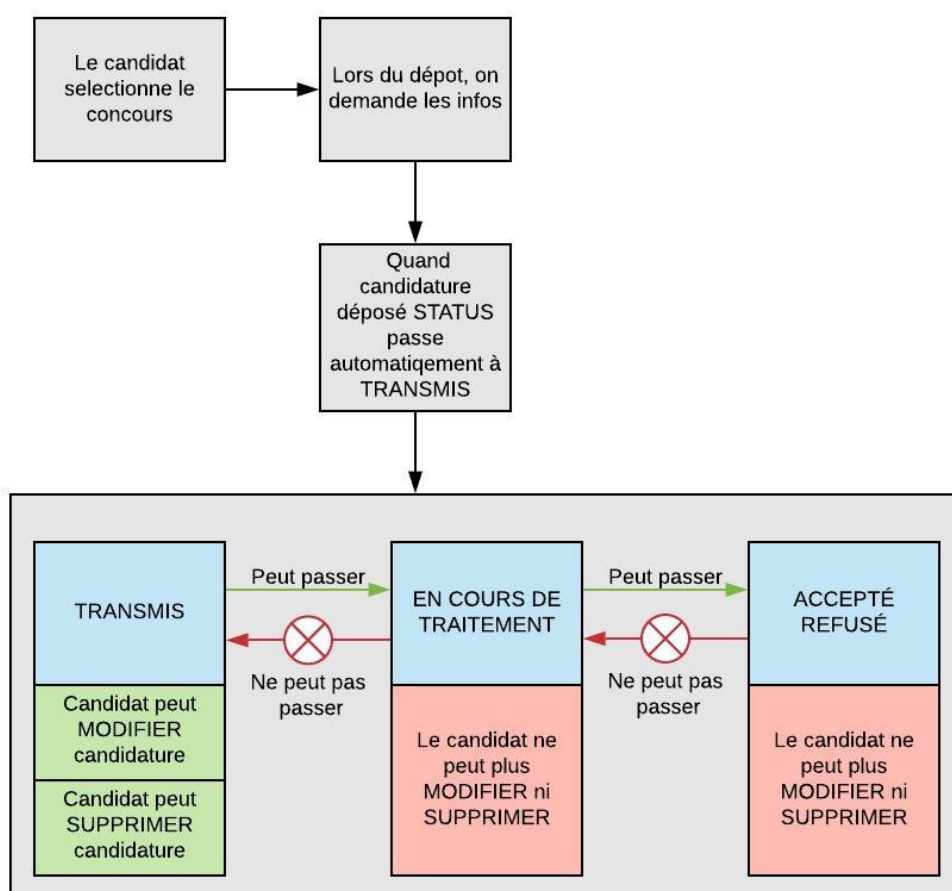 Le candidat
selectionne le
concours
Lors du dépot, on
demande les infos
Quand
candidature
déposé STATUS
passe
automatiqement à
TRANSMIS
TRANSMIS
Peut passer
Ne peut pas
passer
EN COURS DE
TRAITEMENT
Peut passer
Ne peut pas
passer
ACCEPTÉ
REFUSÉ
Candidat peut
MODIFIER
candidature
Candidat peut
SUPPRIMER
candidature
Le candidat ne
peut plus
MODIFIER ni
SUPPRIMER
Le candidat ne
peut plus
MODIFIER ni
SUPPRIMER